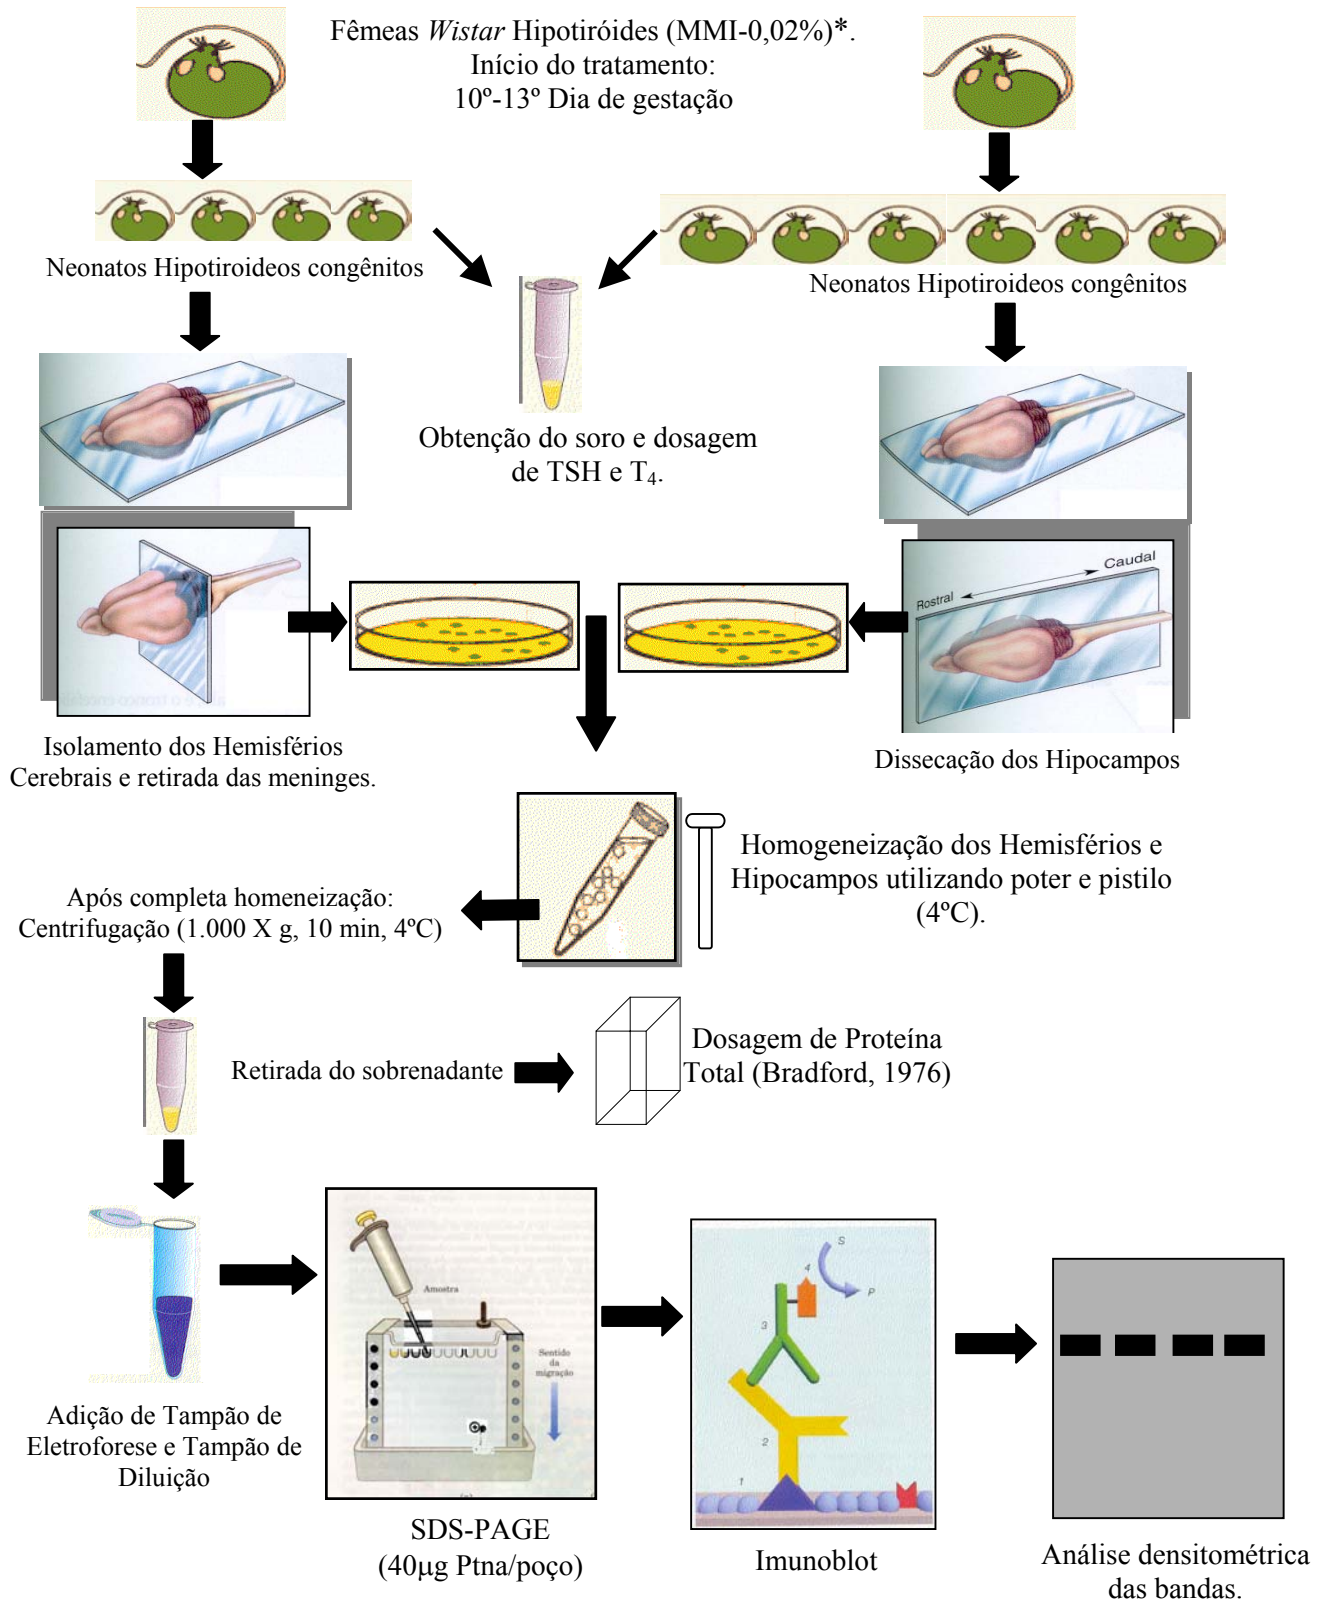 Fêmeas Wistar Hipotiróides (MMI-0,02%)*.
Início do tratamento:
10º-13º Dia de gestação
Neonatos Hipotiroideos congênitos
Neonatos Hipotiroideos congênitos
Obtenção do soro e dosagem
de TSH e T₄.
Caudal
Rostral
Isolamento dos Hemisférios
Cerebrais e retirada das meninges.
Dissecação dos Hipocampos
Homogeneização dos Hemisférios e
Hipocampos utilizando poter e pistilo
(4ºC).
Após completa homeneização:
Centrifugação (1.000 X g, 10 min, 4ºC)
Retirada do sobrenadante
Dosagem de Proteína
Total (Bradford, 1976)
Amostra
Sentido
da
migração
S
4
P
3
2
1
Adição de Tampão de
Eletroforese e Tampão de
Diluição
SDS-PAGE
(40µg Ptna/poço)
Imunoblot
Análise densitométrica
das bandas.